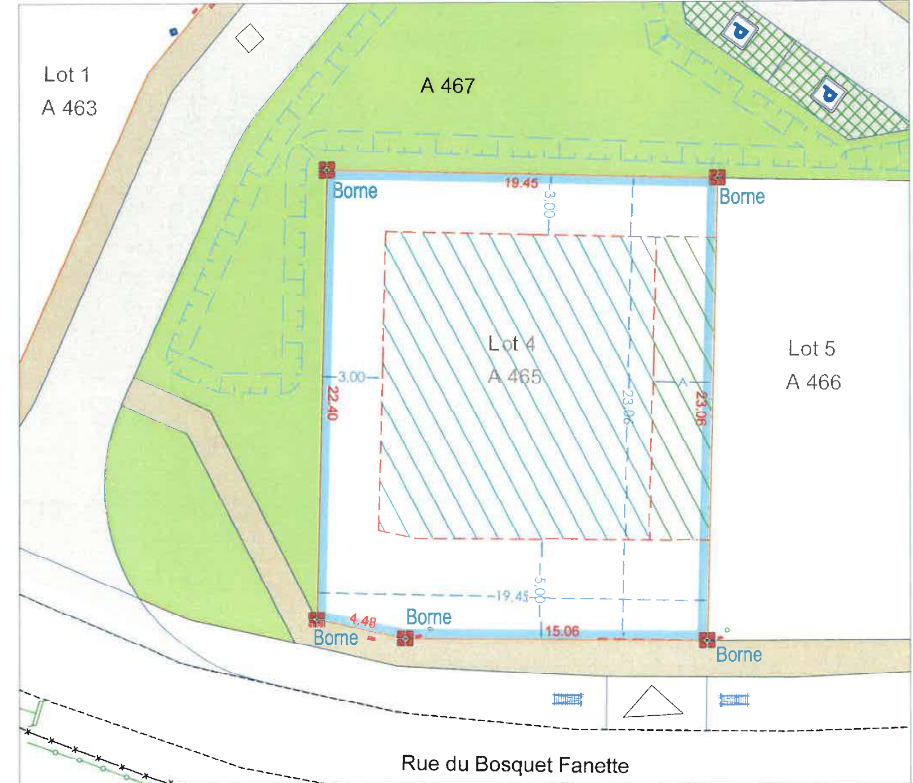 Lot 1
A 463
A 467
P
P
Borne
19.45
Borne
3.00
Lot 4
A 465
Lot 5
A 466
3.00
22.40
23.06
A
23.06
5.00
19.45
4.48
Borne
15.06
Borne
Borne
Rue du Bosquet Fanette